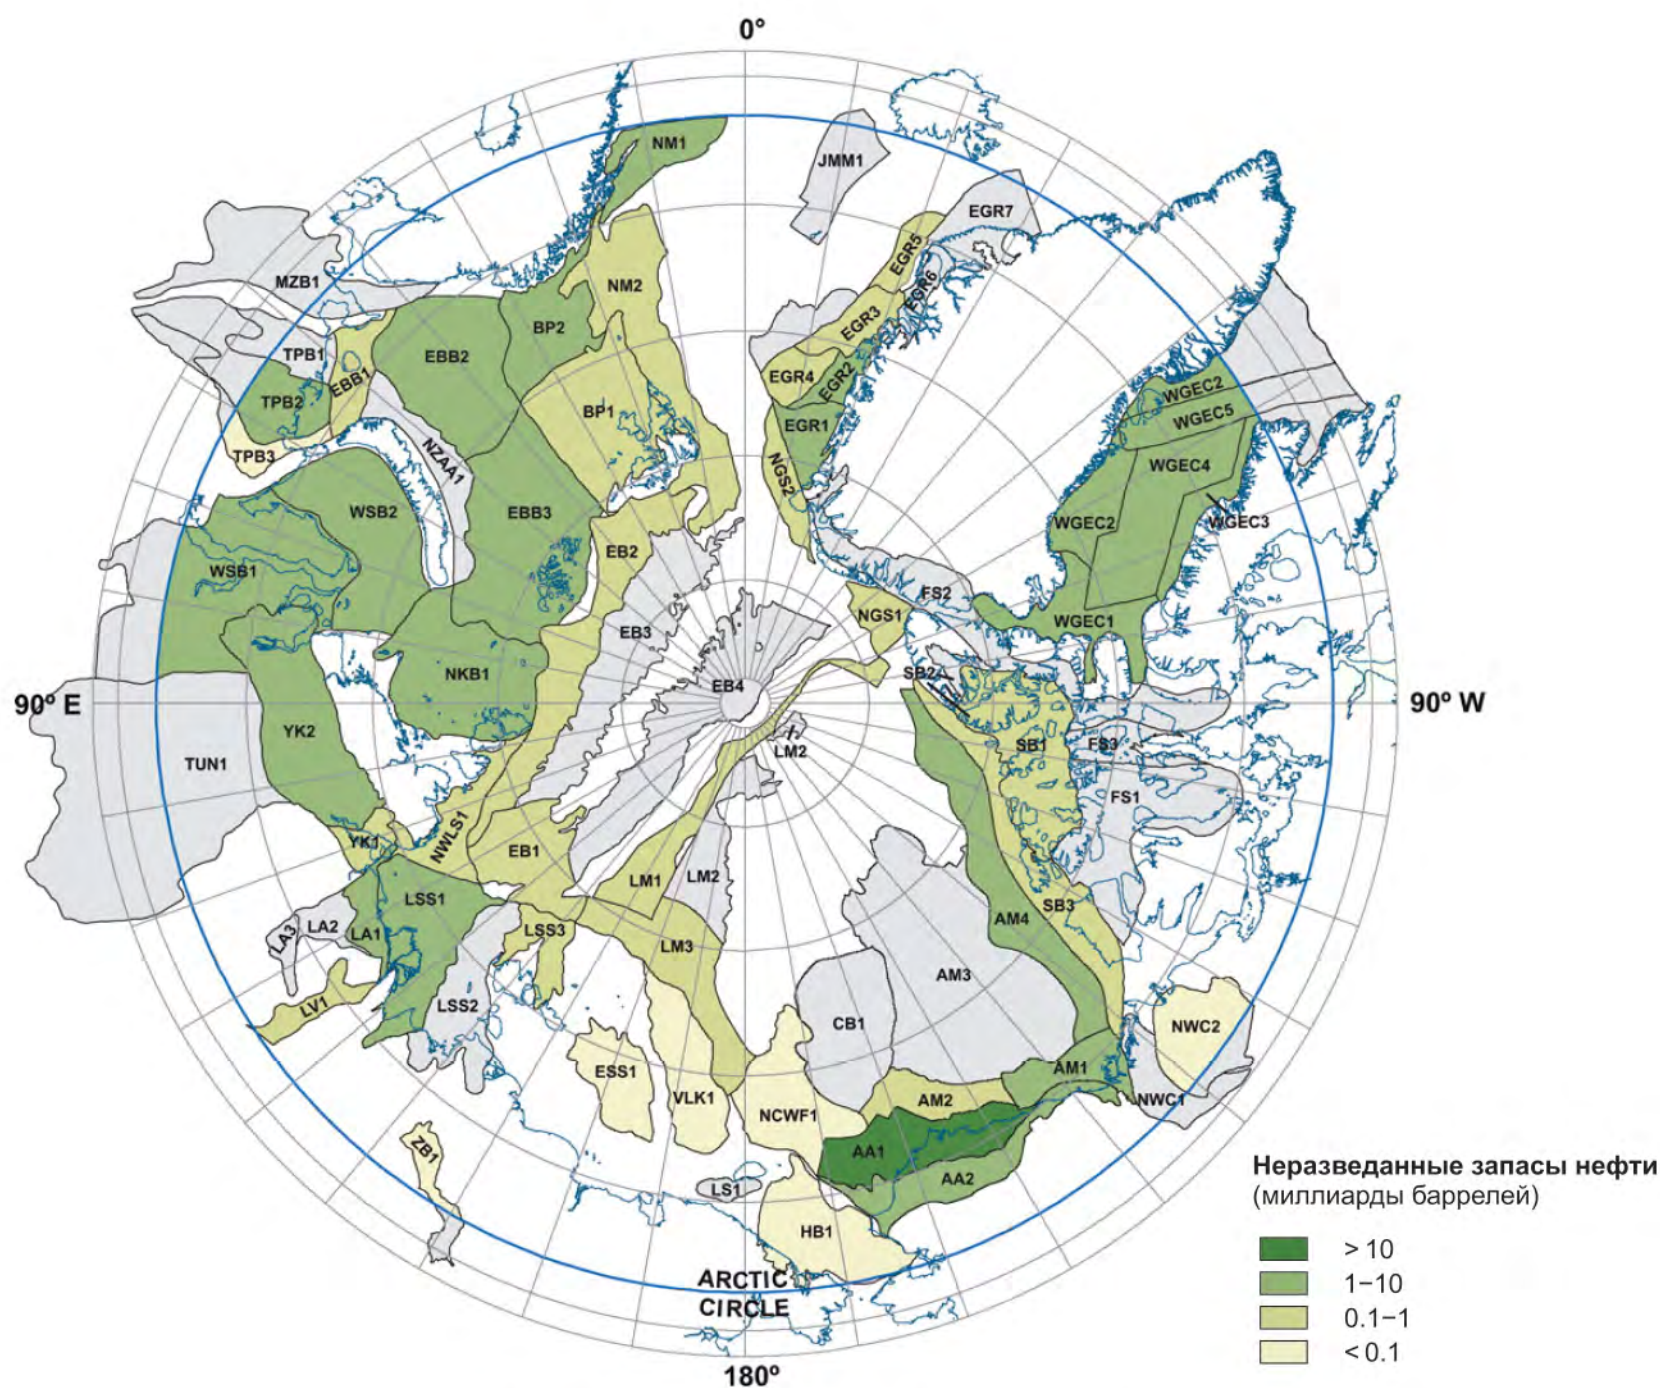 0°
NM1
JMM1
EGR7
MZB1
NM2
EGR5
EGR6
BP2
EGR3
TPB1
EBB2
EBB1
EGR4
EGR2
WGEC2
TPB2
BP1
WGEC5
EGR1
TPB3
NZAA1
NGS2
WGEC4
WSB2
EBB3
WGEC2
WGEC3
EB2
WSB1
FS2
NGS1
WGEC1
EB3
NKB1
SB2
EB4
90° E
90° W
YK2
SB1
FS3
LM2
TUN1
FS1
YK1
NWLS1
EB1
LM1
LM2
LSS1
SB3
AM4
LA3
LA2
LA1
LSS3
LM3
AM3
LV1
LSS2
CB1
NWC2
ESS1
AM1
VLK1
AM2
NWC1
NCWF1
ZB1
AA1
AA2
LS1
HB1
ARCTIC
CIRCLE
180°
Неразведанные запасы нефти
(миллиарды баррелей)
> 10
1–10
0.1–1
< 0.1